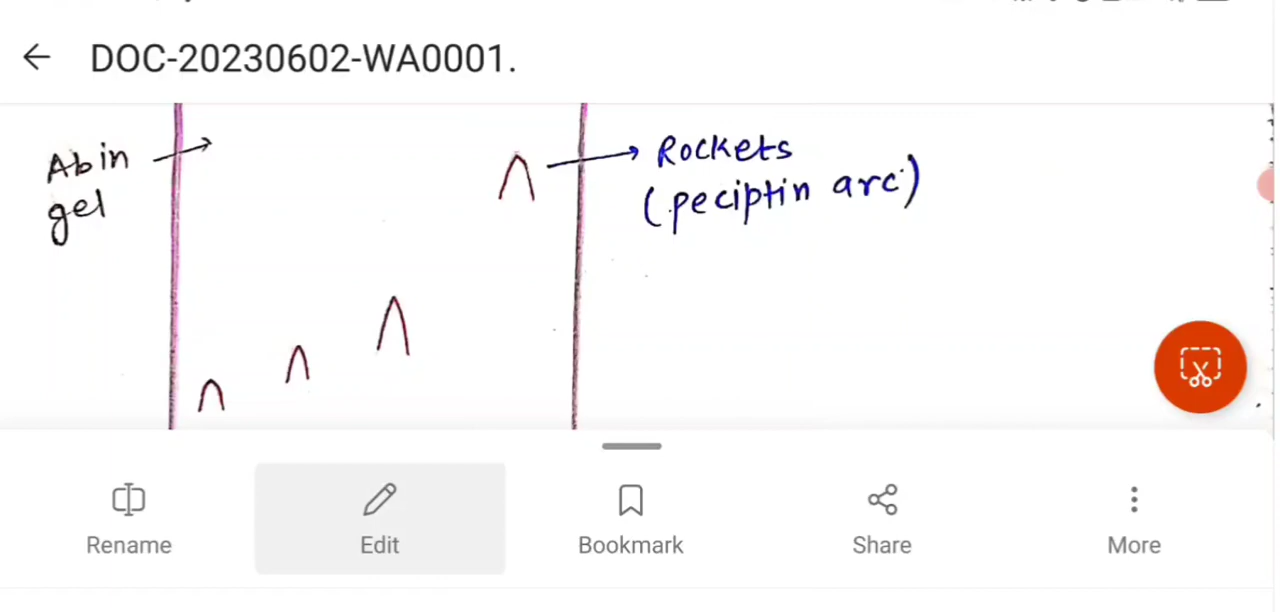 DOC-20230602-WA0001.
Ab in
gel
Rockets
(peciptin arc)
Rename
Edit
Bookmark
Share
More